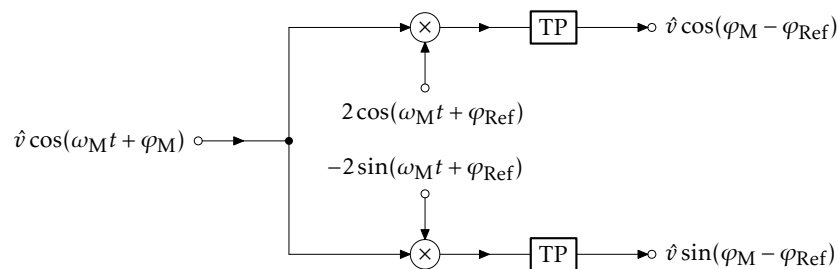 × TP v̂ cos(φ_M − φ_Ref)
2 cos(ω_M t + φ_Ref)
v̂ cos(ω_M t + φ_M)
−2 sin(ω_M t + φ_Ref)
× TP v̂ sin(φ_M − φ_Ref)